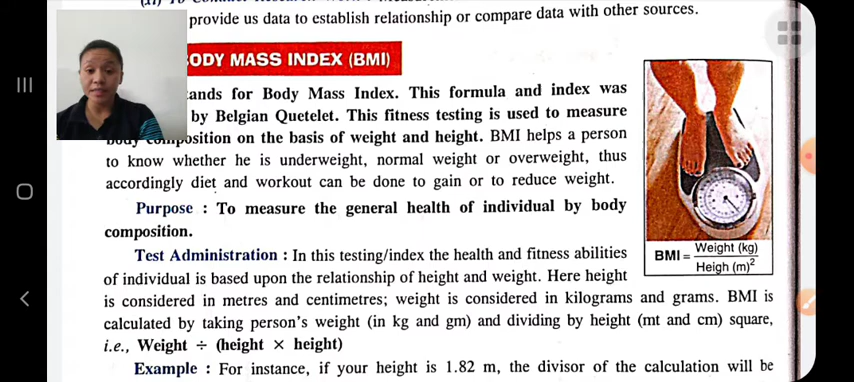 provide us data to establish relationship or compare data with other sources.
ODY MASS INDEX (BMI)
ands for Body Mass Index. This formula and index was
by Belgian Quetelet. This fitness testing is used to measure
body composition on the basis of weight and height. BMI helps a person
to know whether he is underweight, normal weight or overweight, thus
accordingly diet and workout can be done to gain or to reduce weight.
Purpose : To measure the general health of individual by body
composition.
Test Administration : In this testing/index the health and fitness abilities
of individual is based upon the relationship of height and weight. Here height
is considered in metres and centimetres; weight is considered in kilograms and grams. BMI is
calculated by taking person's weight (in kg and gm) and dividing by height (mt and cm) square,
i.e., Weight ÷ (height × height)
Example : For instance, if your height is 1.82 m, the divisor of the calculation will be
BMI = Weight (kg)
Heigh (m)²